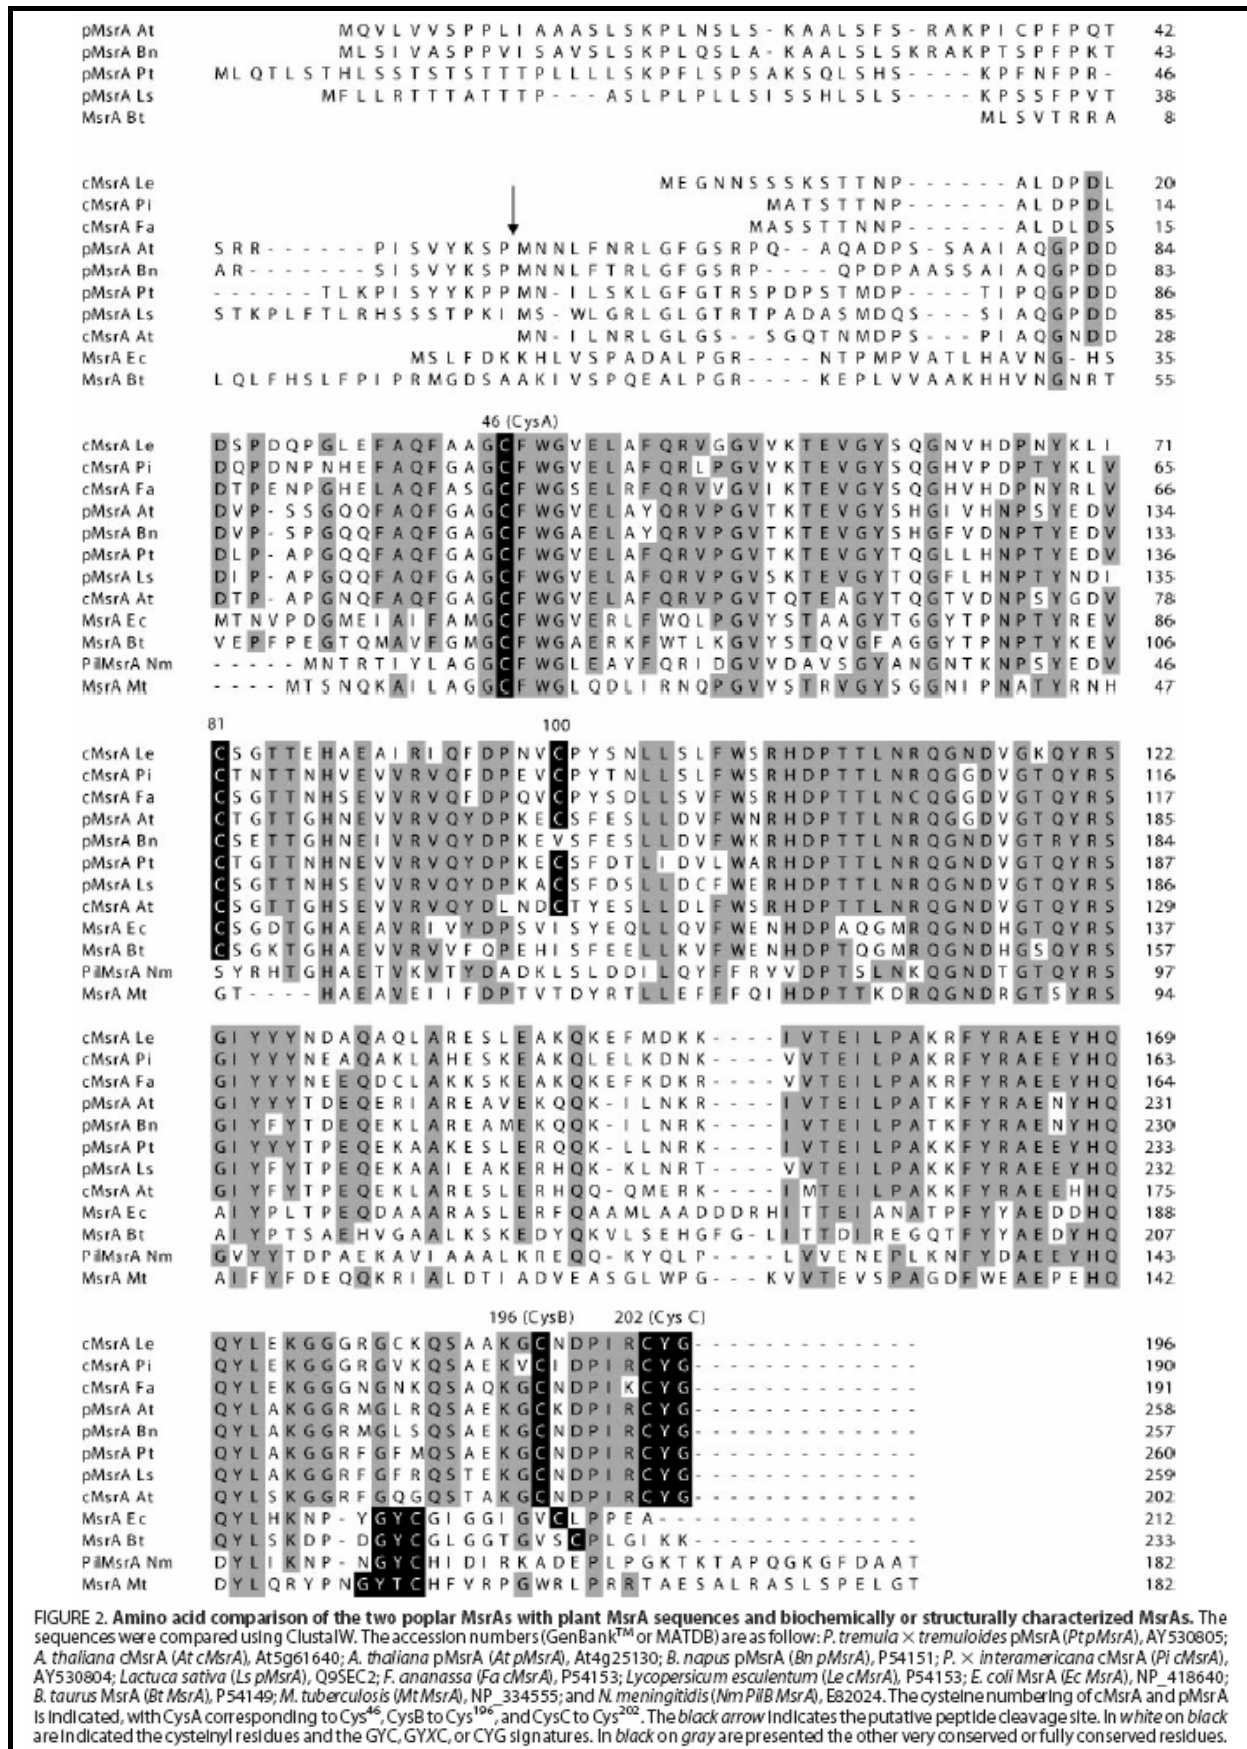 pMsrA At MQVLVVSPPLIAAASLSKPLNSLS-KAALSFS-RAKPICPFPQT 42
pMsrA Bn MLSIVASPPVISAVSLSKPLQSLA-KAALSLSKRAKPTSPFPKT 43
pMsrA Pt MLQTLSTHLSSTSTSTTTPLLLLSKPFLSPSAKSQLSHS----KPFNFPR- 46
pMsrA Ls MFLLRTTTATTTP---ASLPLPLLSISSHLSLS----KPSSFPVT 38
MsrA Bt MLSVTRRA 8
cMsrA Le MEGNNSSSKSTTNP------ALDPDL 20
cMsrA Pi MATSTTNP------ALDPDL 14
cMsrA Fa MASSTTNNP------ALDLDS 15
pMsrA At SRR------PISVYKSPMNNLFNRLGFGSRPQ--AQADPS-SAAIAQGPDD 84
pMsrA Bn AR-------SISVYKSPMNNLFTRLGFGSRP----QPDPAASSAIAQGPDD 83
pMsrA Pt ------TLKPISYYKPPMN-ILSKLGFGTRSPDPSTMDP---TIPQGPDD 86
pMsrA Ls STKPLFTLRHSSSSTPKIMS-WLGRLGLGTRTPADASMDQS---SIAQGPDD 85
cMsrA At MN-ILNRLGLGS--SGQTNMDPS---PIAQGNDD 28
MsrA Ec MSLFDKKHLVSPADALPGR----NTPMPVATLHAVNG-HS 35
MsrA Bt LQLFHSLFPIPRMGDSAAKIVSPQEALPGR----KEPLVVAAKHHVNGNRT 55
46 (CysA)
cMsrA Le DSPDQPGLEFAQFAAGCFWGVELAFQRVGGVVKTEVGYSQGNVHDPNYKLI 71
cMsrA Pi DQPDNPNHEFAQFGAGCFWGVELAFQRLPGVVKTEVGYSQGHVPDPTYKLV 65
cMsrA Fa DTPENPGHELAQFASGCFWGSELRFQRVVGVIKTEVGYSQGHVHDPNYRLV 66
pMsrA At DVP-SSGQQFAQFGAGCFWGVELAYQRVPGVTKTEVGYSHGIVHNPSYEDV 134
pMsrA Bn DVP-SPGQQFAQFGAGCFWGAELAYQRVPGVTKTEVGYSHGFVDNPTYEDV 133
pMsrA Pt DLP-APGQQFAQFGAGCFWGVELAFQRVPGVTKTEVGYTQGLLHNPTYEDV 136
pMsrA Ls DIP-APGQQFAQFGAGCFWGVELAFQRVPGVSKTEVGYTQGFLHNPTYNDI 135
cMsrA At DTP-APGNQFAQFGAGCFWGVELAFQRVPGVTQTEAGYTQGTVDNPSYGDV 78
MsrA Ec MTNVPDGMEIAIFAMGCFWGVERLFWQLPGVYSTAAGYTGGYTPNPTYREV 86
MsrA Bt VEPFPEGTQMAVFGMGCFWGAERKFWTLKGVYSTQVGFAGGYTPNPTYKEV 106
PilMsrA Nm -----MNTRTIYLAGGCFWGLEAYFQRIDGVVDAVSGYANGNTKNPSYEDV 46
MsrA Mt ----MTSNQKAILAGGCFWGLQDLIRNQPGVVSTRVGYSGGNIPNATYRNH 47
81 100
cMsrA Le CSGTTEHAEAIRIQFDPNVCPYSNLLSLFWSRHDPTTLNRQGNDVGKQYRS 122
cMsrA Pi CTNTTNHVEVVRVQFDPEVCPYTNLLSLFWSRHDPTTLNRQGGDVGTQYRS 116
cMsrA Fa CSGTTNHSEVVRVQFDPQVCPYSDLLSVFWSRHDPTTLNCQGGDVGTQYRS 117
pMsrA At CTGTTGHNEVVRVQYDPKECSFESLLDVFWNRHDPTTLNRQGGDVGTQYRS 185
pMsrA Bn CSETTGHNEIVRVQYDPKEVSFESLLDVFWKRHDPTTLNRQGNDVGTRYRS 184
pMsrA Pt CTGTTNHNEVVRVQYDPKECSFDTLIDVLWARHDPTTLNRQGNDVGTQYRS 187
pMsrA Ls CSGTTNHSEVVRVQYDPKACSFDSLLDCFWERHDPTTLNRQGNDVGTQYRS 186
cMsrA At CSGTTGHSEVVRVQYDLNDCTYESLLDLFWSRHDPTTLNRQGNDVGTQYRS 129
MsrA Ec CSGDTGHAEAVRIVYDPSVISYEQLLQVFWENHDPAQGMRQGNDHGTQYRS 137
MsrA Bt CSGKTGHAEVVRVVFQPEHISFEELLKVFWENHDPTQGMRQGNDHGSQYRS 157
PilMsrA Nm SYRHTGHAETVKVTYDADKLSLDDILQYFFRVVDPTSLNKQGNDTGTQYRS 97
MsrA Mt GT----HAEAVEIIFDPTVTDYRTLLEFFFQIHDPTTKDRQGNDRGTSYRS 94
cMsrA Le GIYYYNDAQAQLARESLEAKQKEFMDKK----IVTEILPAKRFYRAEEYHQ 169
cMsrA Pi GIYYYNEAQAKLAHESKEAKQLELKDNK----VVTEILPAKRFYRAEEYHQ 163
cMsrA Fa GIYYYNEEQDCLAKKSKEAKQKEFKDKR----VVTEILPAKRFYRAEEYHQ 164
pMsrA At GIYYYTDEQERIAREAVEKQQK-ILNKR----IVTEILPATKFYRAENYHQ 231
pMsrA Bn GIYFYTDEQEKLAREAMEKQQK-ILNRK----IVTEILPATKFYRAENYHQ 230
pMsrA Pt GIYYYTPEQEKAAKESLERQQK-LLNRK----IVTEILPAKKFYRAEEYHQ 233
pMsrA Ls GIYFYTPEQEKAAIEAKERHQK-KLNRT----VVTEILPAKKFYRAEEYHQ 232
cMsrA At GIYFYTPEQEKLARESLERHQQ-QMERK----IMTEILPAKKFYRAEEHHQ 175
MsrA Ec AIYPLTPEQDAAARASLERFQAAMLAADDDRHITTEIANATPFYYAEDDHQ 188
MsrA Bt AIYPTSAEHVGAALKSKEDYQKVLSEHGFG-LITTDIREGQTFYYAEDYHQ 207
PilMsrA Nm GVYYTDPAEKAVIAAALKREQQ-KYQLP----LVVENEPLKNFYDAEEYHQ 143
MsrA Mt AIFYFDEQQKRIALDTIADVEASGLWPG---KVVTEVSPAGDFWEAEPEHQ 142
196 (CysB) 202 (Cys C)
cMsrA Le QYLEKGGGRGCKQSAAKGCNDPIRCYG------------- 196
cMsrA Pi QYLEKGGGRGVKQSAEKVCIDPIRCYG------------- 190
cMsrA Fa QYLEKGGGNGNKQSAQKGCNDPIKCYG------------- 191
pMsrA At QYLAKGGRMGLRQSAEKGCKDPIRCYG------------- 258
pMsrA Bn QYLAKGGRMGLSQSAEKGCNDPIRCYG------------- 257
pMsrA Pt QYLAKGGRFGFMQSAEKGCNDPIRCYG------------- 260
pMsrA Ls QYLAKGGRFGFRQSTEKGCNDPIRCYG------------- 259
cMsrA At QYLSKGGRFGQGQSTAKGCNDPIRCYG------------- 202
MsrA Ec QYLHKNP-YGYCGIGGIGVCLPPEA--------------- 212
MsrA Bt QYLSKDP-DGYCGLGGTGVSCPLGIKK------------- 233
PilMsrA Nm DYLIKNP-NGYCHIDIRKADEPLPGKTKTAPQGKGFDAAT 182
MsrA Mt DYLQRYPNGYTCHFVRPGWRLPRRTAESALRASLSPELGT 182
FIGURE 2. Amino acid comparison of the two poplar MsrAs with plant MsrA sequences and biochemically or structurally characterized MsrAs. The
sequences were compared using ClustalW. The accession numbers (GenBank™ or MATDB) are as follow: P. tremula × tremuloides pMsrA (Pt pMsrA), AY530805;
A. thaliana cMsrA (At cMsrA), At5g61640; A. thaliana pMsrA (At pMsrA), At4g25130; B. napus pMsrA (Bn pMsrA), P54151; P. × interamericana cMsrA (Pi cMsrA),
AY530804; Lactuca sativa (Ls pMsrA), Q9SEC2; F. ananassa (Fa cMsrA), P54153; Lycopersicum esculentum (Le cMsrA), P54153; E. coli MsrA (Ec MsrA), NP_418640;
B. taurus MsrA (Bt MsrA), P54149; M. tuberculosis (Mt MsrA), NP_334555; and N. meningitidis (Nm PilB MsrA), E82024. The cysteine numbering of cMsrA and pMsrA
is indicated, with CysA corresponding to Cys46, CysB to Cys196, and CysC to Cys202. The black arrow indicates the putative peptide cleavage site. In white on black
are indicated the cysteinyl residues and the GYC, GYXC, or CYG signatures. In black on gray are presented the other very conserved or fully conserved residues.